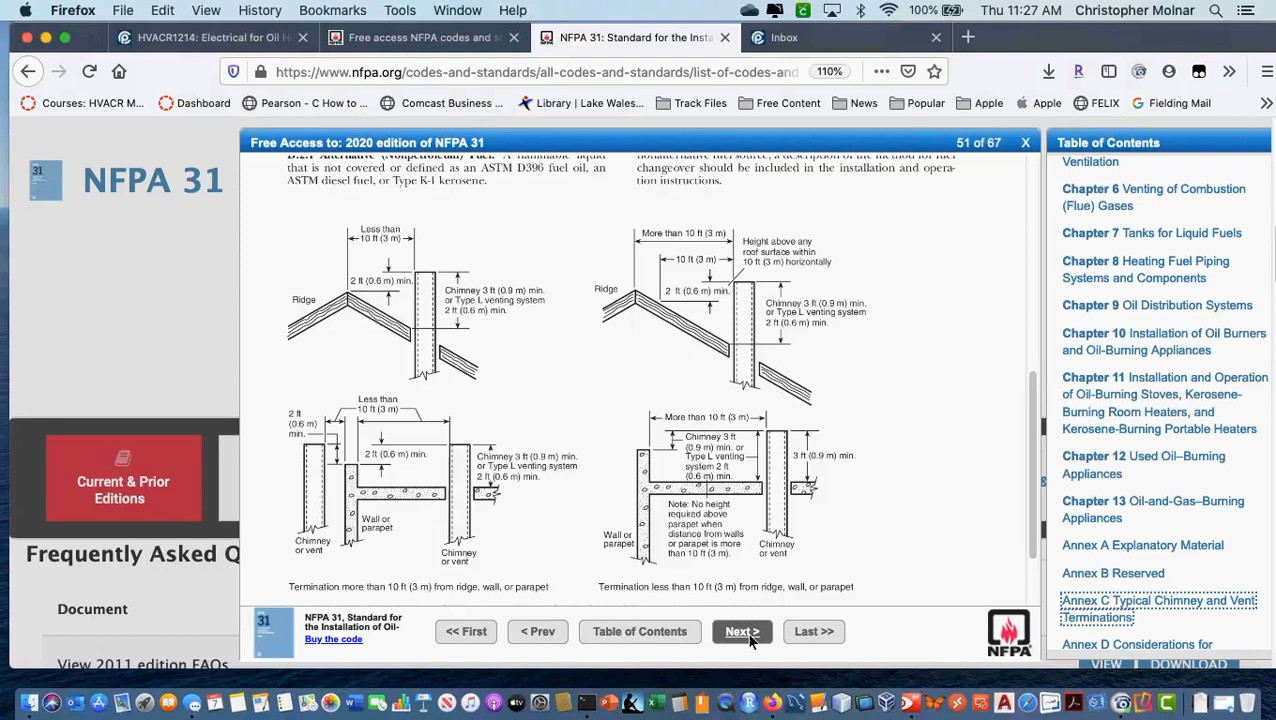 Firefox File Edit View History Bookmarks Tools Window Help 100% Thu 11:27 AM Christopher Molnar
HVACR1214: Electrical for Oil H
Free access NFPA codes and s
NFPA 31: Standard for the Insta
Inbox
https://www.nfpa.org/codes-and-standards/all-codes-and-standards/list-of-codes-and 110%
Courses: HVACR M... Dashboard Pearson - C How to ... Comcast Business ... Library | Lake Wales... Track Files Free Content News Popular Apple Apple FELIX Fielding Mail
31
NFPA 31
Current & Prior
Editions
Frequently Asked Q
Document
View 2011 edition FAQs
VIEW DOWNLOAD
Free Access to: 2020 edition of NFPA 31 51 of 67 X
D.2.1 Alternative (Nonpetroleum) Fuel. A flammable liquid
that is not covered or defined as an ASTM D396 fuel oil, an
ASTM diesel fuel, or Type K-1 kerosene.
nonalternative fuel source, a description of the method for fuel
changeover should be included in the installation and opera-
tion instructions.
Less than
10 ft (3 m)
2 ft (0.6 m) min.
Ridge
Chimney 3 ft (0.9 m) min.
or Type L venting system
2 ft (0.6 m) min.
More than 10 ft (3 m)
10 ft (3 m)
Height above any
roof surface within
10 ft (3 m) horizontally
Ridge
2 ft (0.6 m) min.
Chimney 3 ft (0.9 m) min.
or Type L venting system
2 ft (0.6 m) min.
Less than
10 ft (3 m)
2 ft
(0.6 m)
min.
2 ft (0.6 m) min.
Chimney 3 ft (0.9 m) min.
or Type L venting system
2 ft (0.6 m) min.
Wall or
parapet
Chimney
or vent
Chimney
or vent
Termination more than 10 ft (3 m) from ridge, wall, or parapet
More than 10 ft (3 m)
Chimney 3 ft
(0.9 m) min. or
Type L venting
system 2 ft
(0.6 m) min.
3 ft (0.9 m) min.
Note: No height
required above
parapet when
distance from walls
or parapet is more
than 10 ft (3 m).
Wall or
parapet
Chimney
or vent
Termination less than 10 ft (3 m) from ridge, wall, or parapet
31
NFPA 31, Standard for
the Installation of Oil-
Buy the code
<< First < Prev Table of Contents Next > Last >>
NFPA
Table of Contents
Ventilation
Chapter 6 Venting of Combustion
(Flue) Gases
Chapter 7 Tanks for Liquid Fuels
Chapter 8 Heating Fuel Piping
Systems and Components
Chapter 9 Oil Distribution Systems
Chapter 10 Installation of Oil Burners
and Oil-Burning Appliances
Chapter 11 Installation and Operation
of Oil-Burning Stoves, Kerosene-
Burning Room Heaters, and
Kerosene-Burning Portable Heaters
Chapter 12 Used Oil–Burning
Appliances
Chapter 13 Oil-and-Gas–Burning
Appliances
Annex A Explanatory Material
Annex B Reserved
Annex C Typical Chimney and Vent
Terminations
Annex D Considerations for